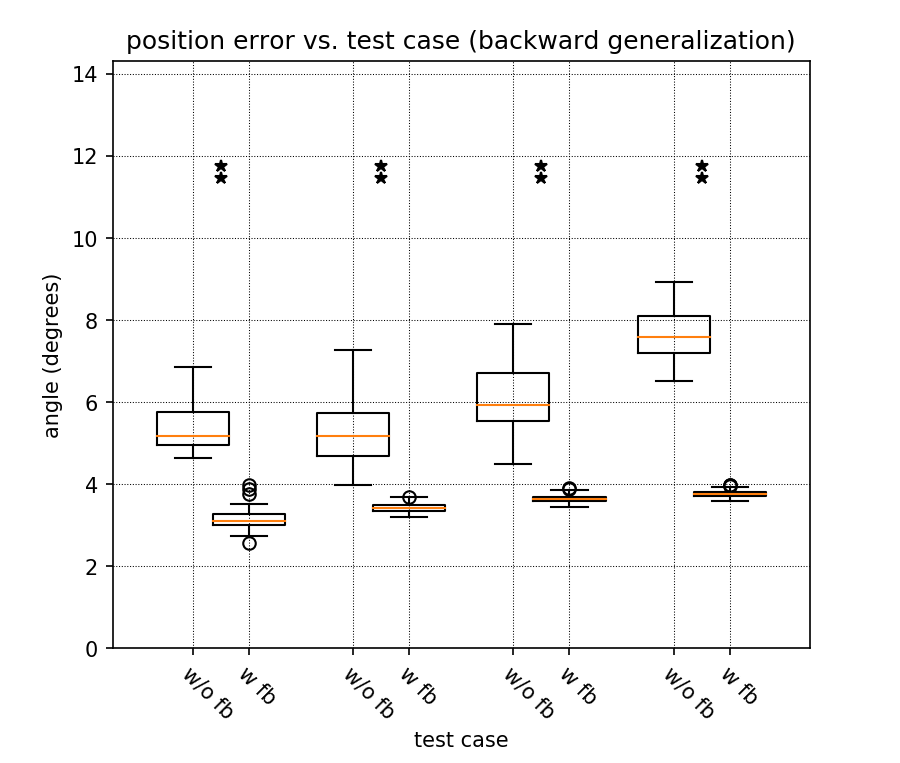 position error vs. test case (backward generalization)
14
12
10
8
6
4
2
0
angle (degrees)
w/o fb w fb w/o fb w fb w/o fb w fb w/o fb w fb
test case